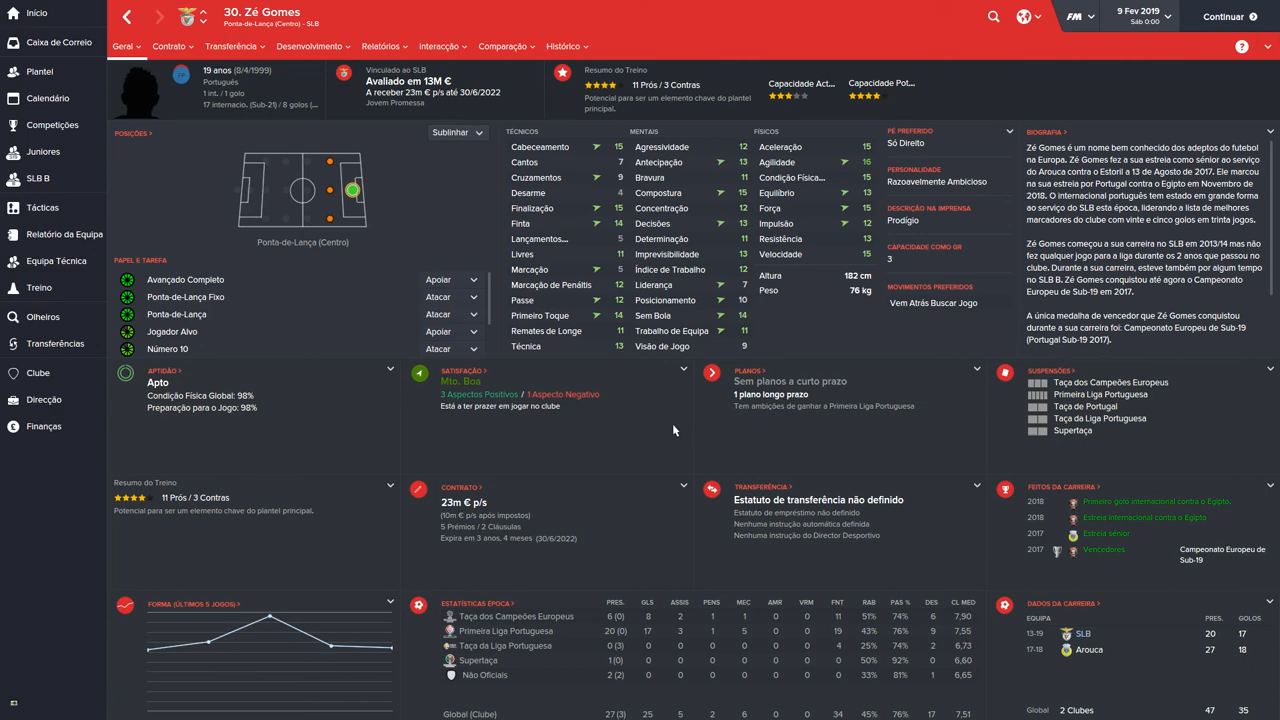 Início
Caixa de Correio
Plantel
Calendário
Competições
Juniores
SLB B
Tácticas
Relatório da Equipa
Equipa Técnica
Treino
Olheiros
Transferências
Clube
Direcção
Finanças
30. Zé Gomes
Ponta-de-Lança (Centro) - SLB
FM
9 Fev 2019
Sáb 0:00
Continuar
Geral
Contrato
Transferência
Desenvolvimento
Relatórios
Interacção
Comparação
Histórico
?
19 anos (8/4/1999)
Português
1 int. / 1 golo
17 internacio. (Sub-21) / 8 golos (...
Vinculado ao SLB
Avaliado em 13M €
A receber 23m € p/s até 30/6/2022
Jovem Promessa
Resumo do Treino
11 Prós / 3 Contras
Potencial para ser um elemento chave do plantel
principal.
Capacidade Act...
Capacidade Pot...
POSIÇÕES >
Sublinhar
Ponta-de-Lança (Centro)
PAPEL E TAREFA
Avançado Completo Apoiar
Ponta-de-Lança Fixo Atacar
Ponta-de-Lança Atacar
Jogador Alvo Apoiar
Número 10 Atacar
TÉCNICOS
Cabeceamento 15
Cantos 7
Cruzamentos 9
Desarme 4
Finalização 15
Finta 14
Lançamentos... 5
Livres 11
Marcação 5
Marcação de Penáltis 12
Passe 12
Primeiro Toque 14
Remates de Longe 11
Técnica 13
MENTAIS
Agressividade 12
Antecipação 13
Bravura 11
Compostura 15
Concentração 12
Decisões 13
Determinação 11
Imprevisibilidade 13
Índice de Trabalho 12
Liderança 7
Posicionamento 10
Sem Bola 14
Trabalho de Equipa 11
Visão de Jogo 9
FÍSICOS
Aceleração 15
Agilidade 16
Condição Física... 15
Equilíbrio 13
Força 15
Impulsão 12
Resistência 13
Velocidade 15
Altura 182 cm
Peso 76 kg
PÉ PREFERIDO
Só Direito
PERSONALIDADE
Razoavelmente Ambicioso
DESCRIÇÃO NA IMPRENSA
Prodígio
CAPACIDADE COMO GR
3
MOVIMENTOS PREFERIDOS
Vem Atrás Buscar Jogo
BIOGRAFIA >
Zé Gomes é um nome bem conhecido dos adeptos do futebol
na Europa. Zé Gomes fez a sua estreia como sénior ao serviço
do Arouca contra o Estoril a 13 de Agosto de 2017. Ele marcou
na sua estreia por Portugal contra o Egipto em Novembro de
2018. O internacional português tem estado em grande forma
ao serviço do SLB esta época, liderando a lista de melhores
marcadores do clube com vinte e cinco golos em trinta jogos.
Zé Gomes começou a sua carreira no SLB em 2013/14 mas não
fez qualquer jogo para a liga durante os 2 anos que passou no
clube. Durante a sua carreira, esteve também por algum tempo
no SLB B. Zé Gomes conquistou até agora o Campeonato
Europeu de Sub-19 em 2017.
A única medalha de vencedor que Zé Gomes conquistou
durante a sua carreira foi: Campeonato Europeu de Sub-19
(Portugal Sub-19 2017).
APTIDÃO >
Apto
Condição Física Global: 98%
Preparação para o Jogo: 98%
SATISFAÇÃO >
Mto. Boa
3 Aspectos Positivos / 1 Aspecto Negativo
Está a ter prazer em jogar no clube
PLANOS >
Sem planos a curto prazo
1 plano longo prazo
Tem ambições de ganhar a Primeira Liga Portuguesa
SUSPENSÕES >
Taça dos Campeões Europeus
Primeira Liga Portuguesa
Taça de Portugal
Taça da Liga Portuguesa
Supertaça
Resumo do Treino
11 Prós / 3 Contras
Potencial para ser um elemento chave do plantel principal.
CONTRATO >
23m € p/s
(10m € p/s após impostos)
5 Prémios / 2 Cláusulas
Expira em 3 anos, 4 meses (30/6/2022)
TRANSFERÊNCIA >
Estatuto de transferência não definido
Estatuto de empréstimo não definido
Nenhuma instrução automática definida
Nenhuma instrução do Director Desportivo
FEITOS DA CARREIRA >
2018 Primeiro golo internacional contra o Egipto.
2018 Estreia internacional contra o Egipto
2017 Estreia sénior
2017 Vencedores Campeonato Europeu de
Sub-19
FORMA (ÚLTIMOS 5 JOGOS) >
ESTATÍSTICAS ÉPOCA > PRES. GLS ASSIS PENS MEC AMR VRM FNT RAB PAS % DES CL MED
Taça dos Campeões Europeus 6 (0) 8 2 1 1 0 0 11 51% 74% 6 7,90
Primeira Liga Portuguesa 20 (0) 17 3 1 5 0 0 19 43% 76% 9 7,55
Taça da Liga Portuguesa 0 (3) 0 0 0 0 0 0 4 25% 74% 2 6,73
Supertaça 1 (0) 0 0 0 0 0 0 0 50% 92% 0 6,60
Não Oficiais 2 (2) 0 0 0 0 0 0 0 33% 81% 1 6,65
Global (Clube) 27 (3) 25 5 2 6 0 0 34 45% 76% 17 7,51
DADOS DA CARREIRA >
EQUIPA PRES. GOLOS
13-19 SLB 20 17
17-18 Arouca 27 18
Global 2 Clubes 47 35